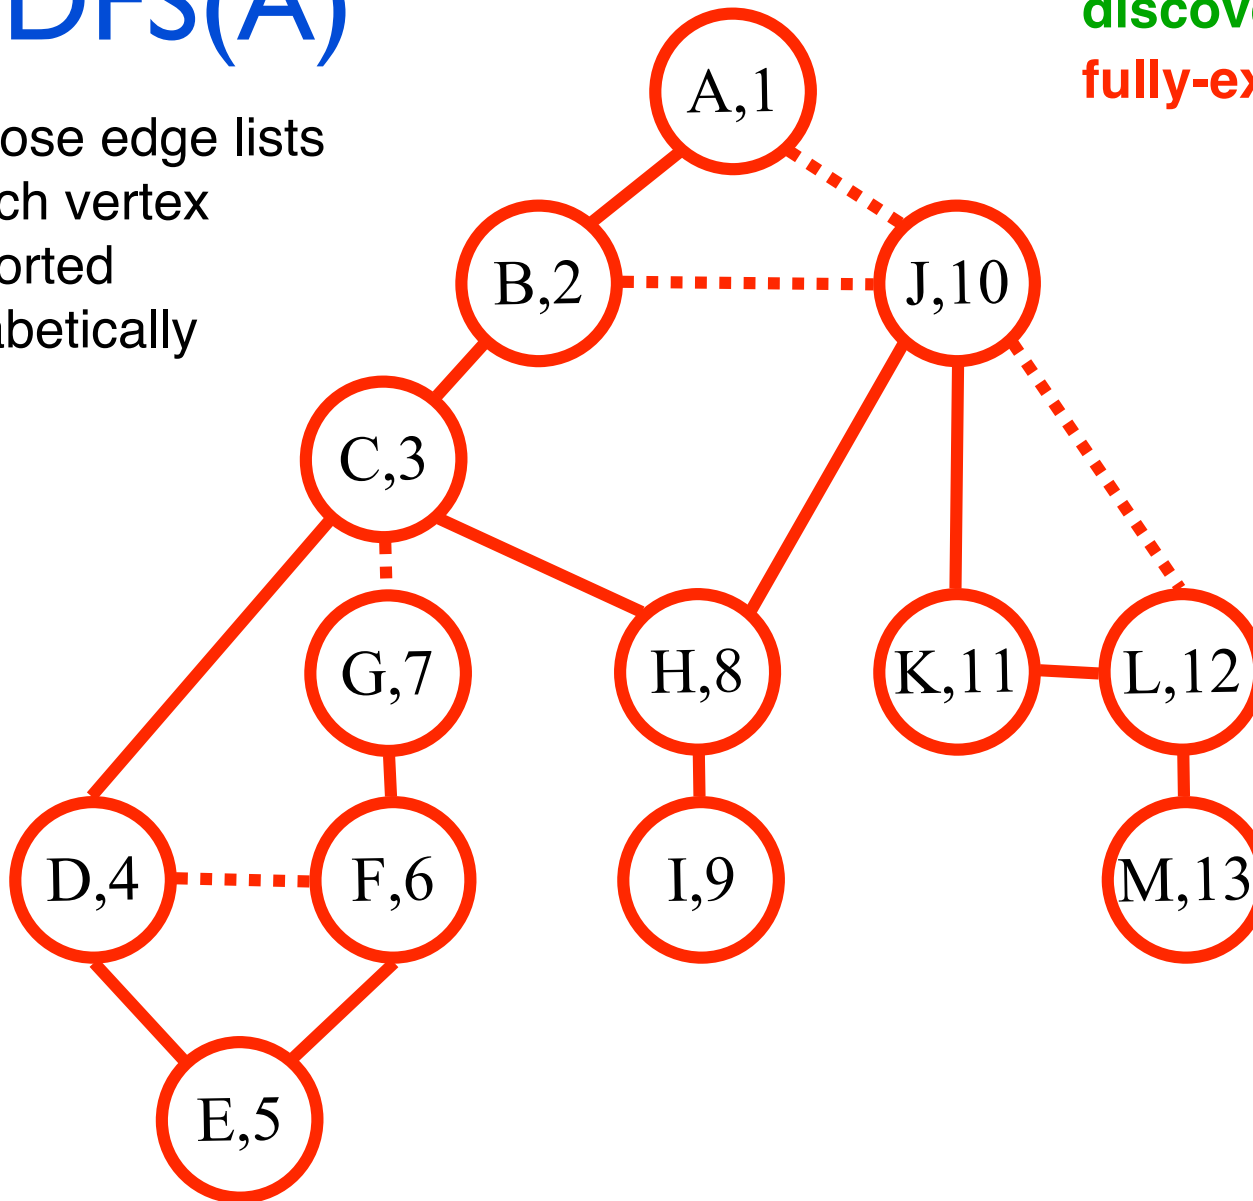 DFS(A)
discove
fully-ex
ose edge lists
ch vertex
orted
abetically
A,1
B,2
J,10
C,3
G,7
H,8
K,11
L,12
D,4
F,6
I,9
M,13
E,5